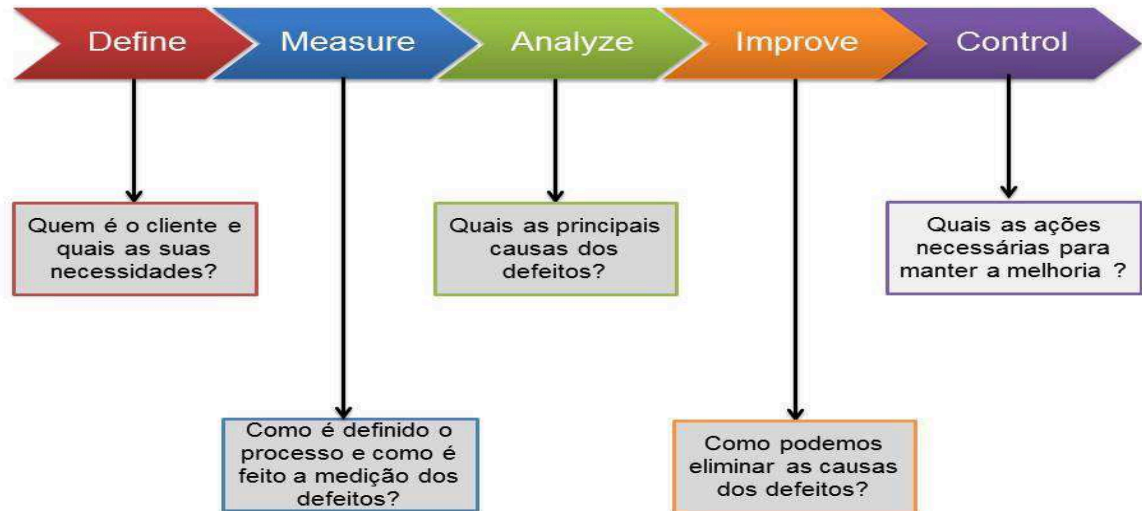 Define
Measure
Analyze
Improve
Control
Quem é o cliente e
quais as suas
necessidades?
Quais as principais
causas dos
defeitos?
Quais as ações
necessárias para
manter a melhoria ?
Como é definido o
processo e como é
feito a medição dos
defeitos?
Como podemos
eliminar as causas
dos defeitos?